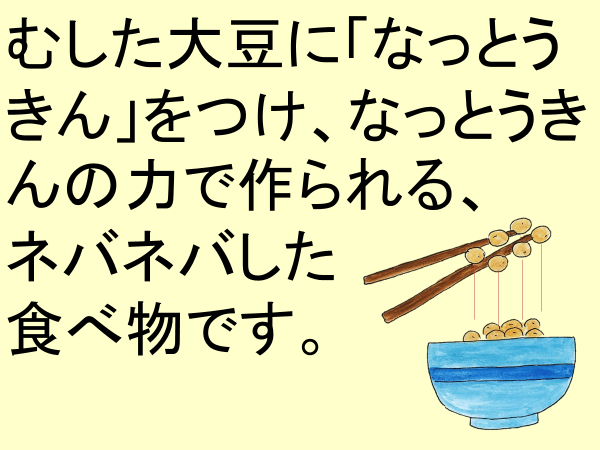 むした大豆に「なっとう
きん」をつけ、なっとうき
んの力で作られる、
ネバネバした
食べ物です。